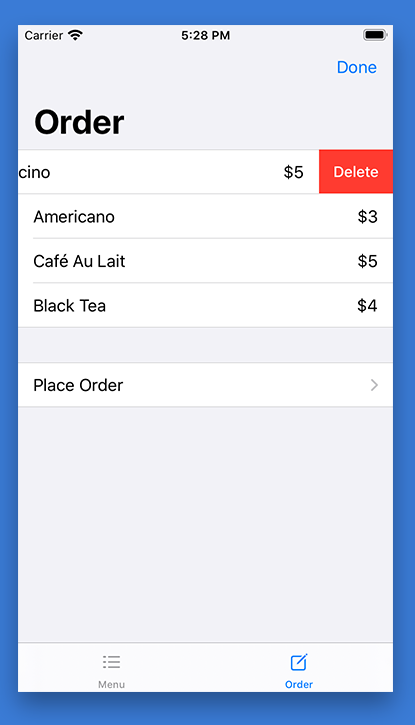 Carrier 5:28 PM
Done
Order
cino $5 Delete
Americano $3
Café Au Lait $5
Black Tea $4
Place Order
Menu Order